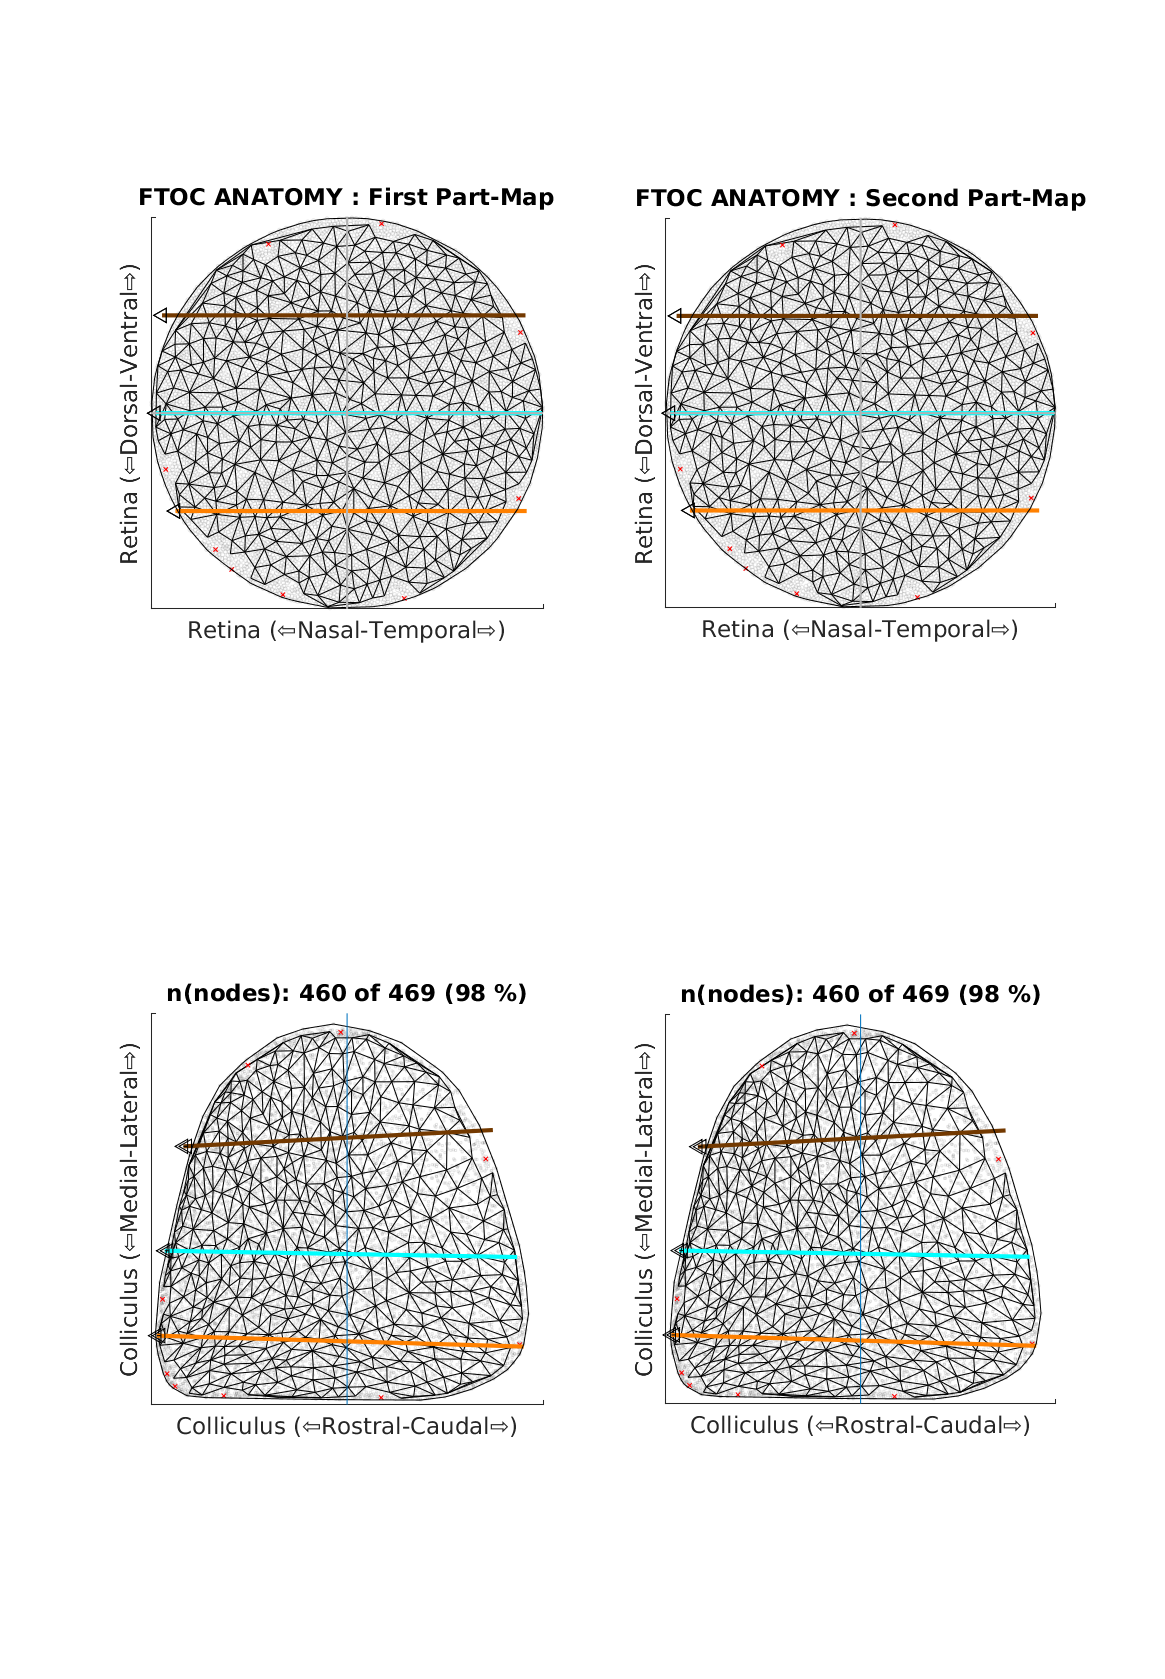 FTOC ANATOMY : First Part-Map
FTOC ANATOMY : Second Part-Map
Retina (⇦Dorsal-Ventral⇨)
Retina (⇦Dorsal-Ventral⇨)
Retina (⇦Nasal-Temporal⇨)
Retina (⇦Nasal-Temporal⇨)
n(nodes): 460 of 469 (98 %)
n(nodes): 460 of 469 (98 %)
Colliculus (⇦Medial-Lateral⇨)
Colliculus (⇦Medial-Lateral⇨)
Colliculus (⇦Rostral-Caudal⇨)
Colliculus (⇦Rostral-Caudal⇨)